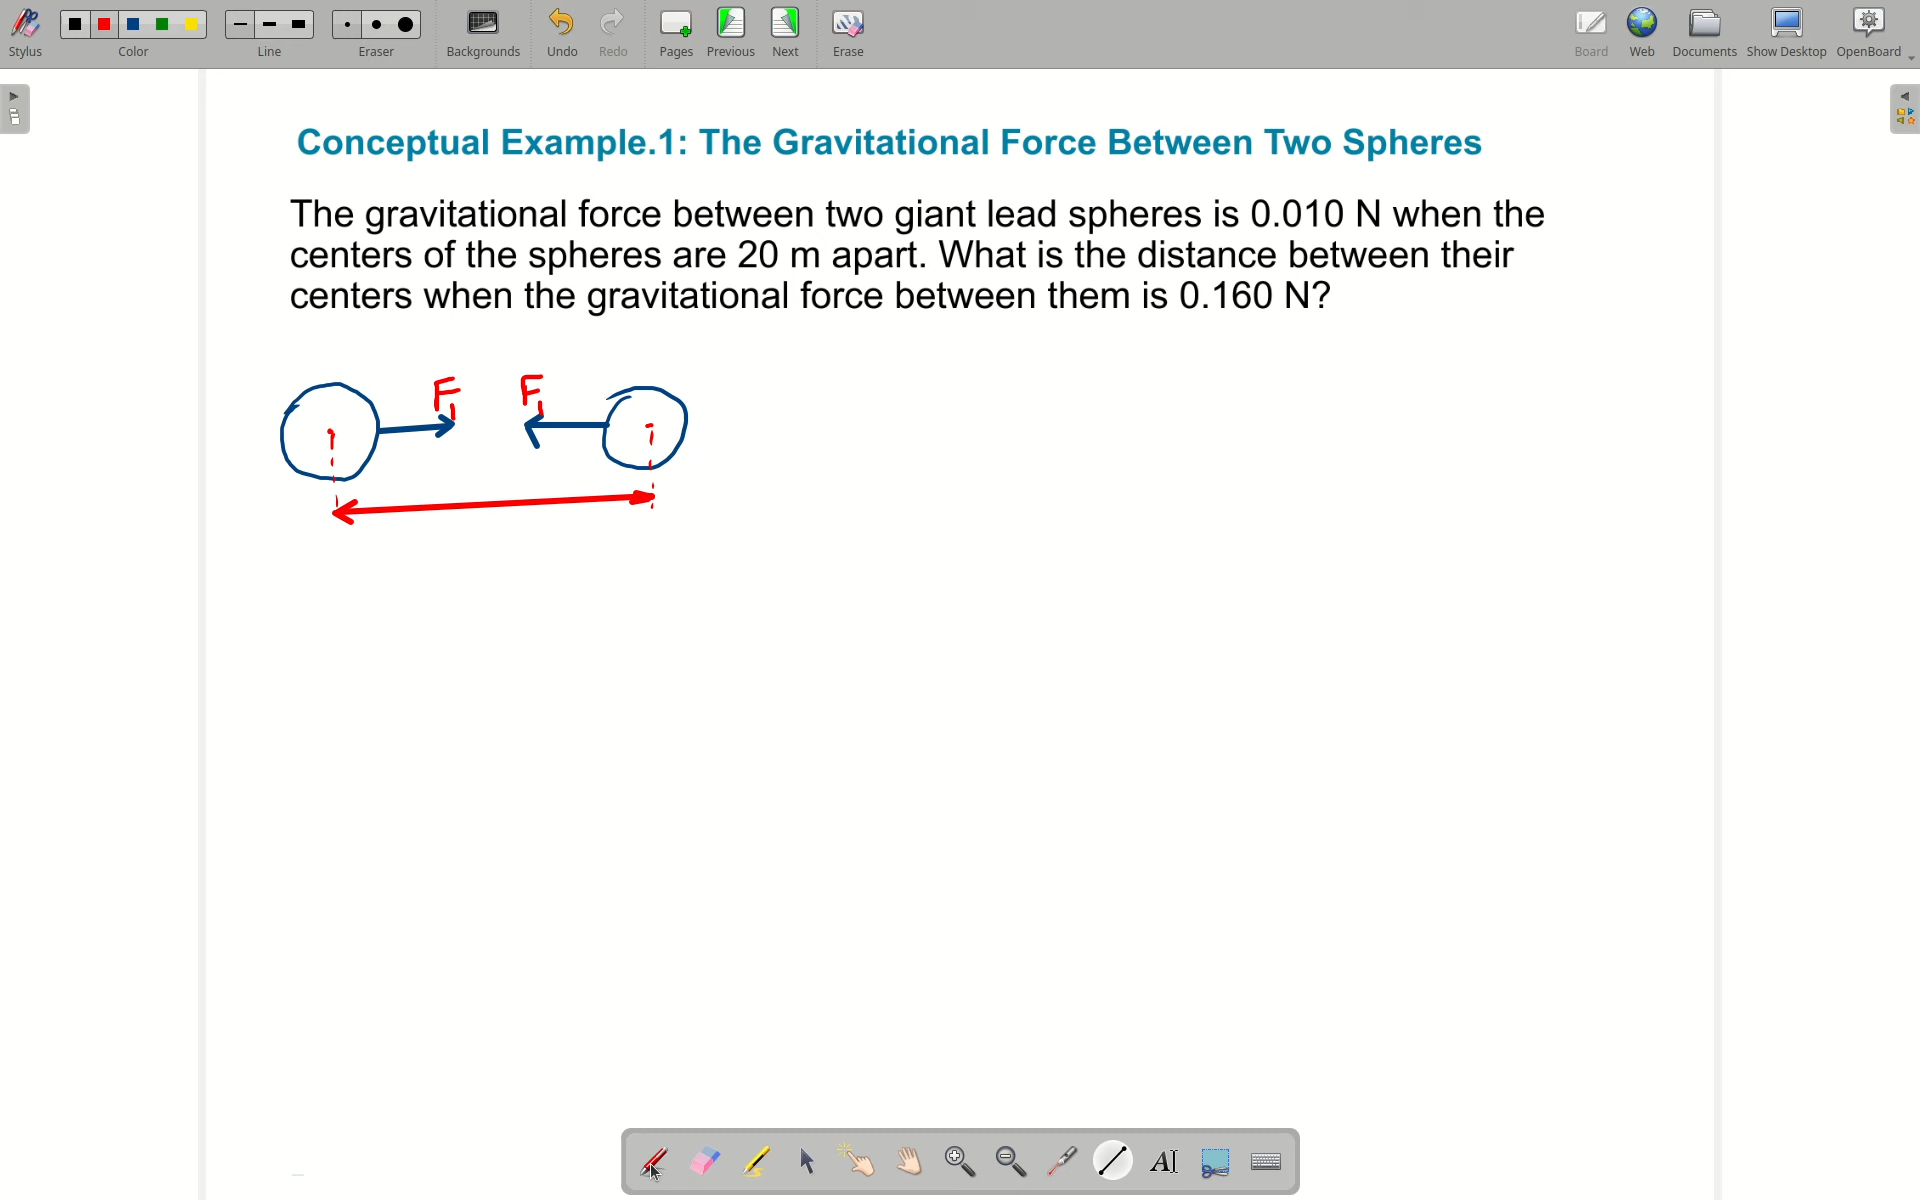 Stylus Color Line Eraser Backgrounds Undo Redo Pages Previous Next Erase Board Web Documents Show Desktop OpenBoard
Conceptual Example.1: The Gravitational Force Between Two Spheres
The gravitational force between two giant lead spheres is 0.010 N when the
centers of the spheres are 20 m apart. What is the distance between their
centers when the gravitational force between them is 0.160 N?
F₁ F₁
AI